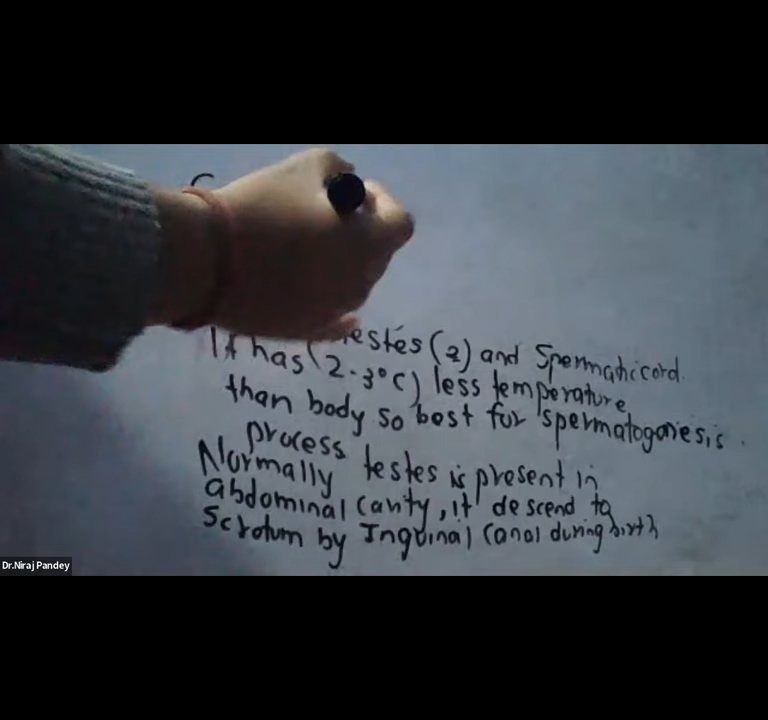 testes (2) and Spermaticord.
It has (2-3°C) less temperature
than body so best for spermatogenesis
process
Normally testes is present in
abdominal cavity, it descend to
Scrotum by Inguinal Canal during birth
Dr.Niraj Pandey